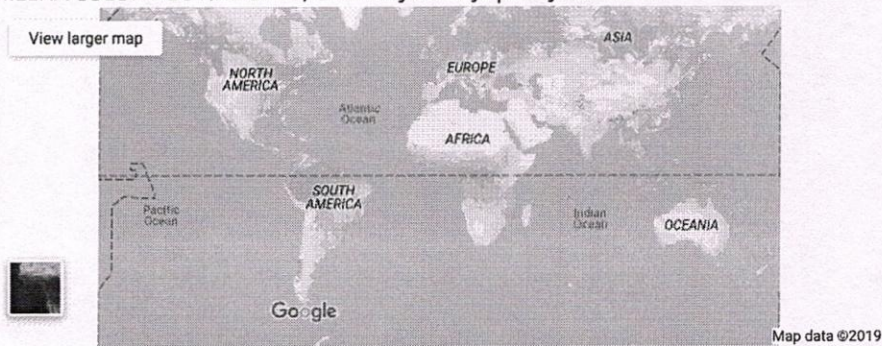 View larger map
ASIA
NORTH
AMERICA
EUROPE
Atlantic
Ocean
AFRICA
SOUTH
AMERICA
Pacific
Ocean
Indian
Ocean
OCEANIA
Google
Map data ©2019